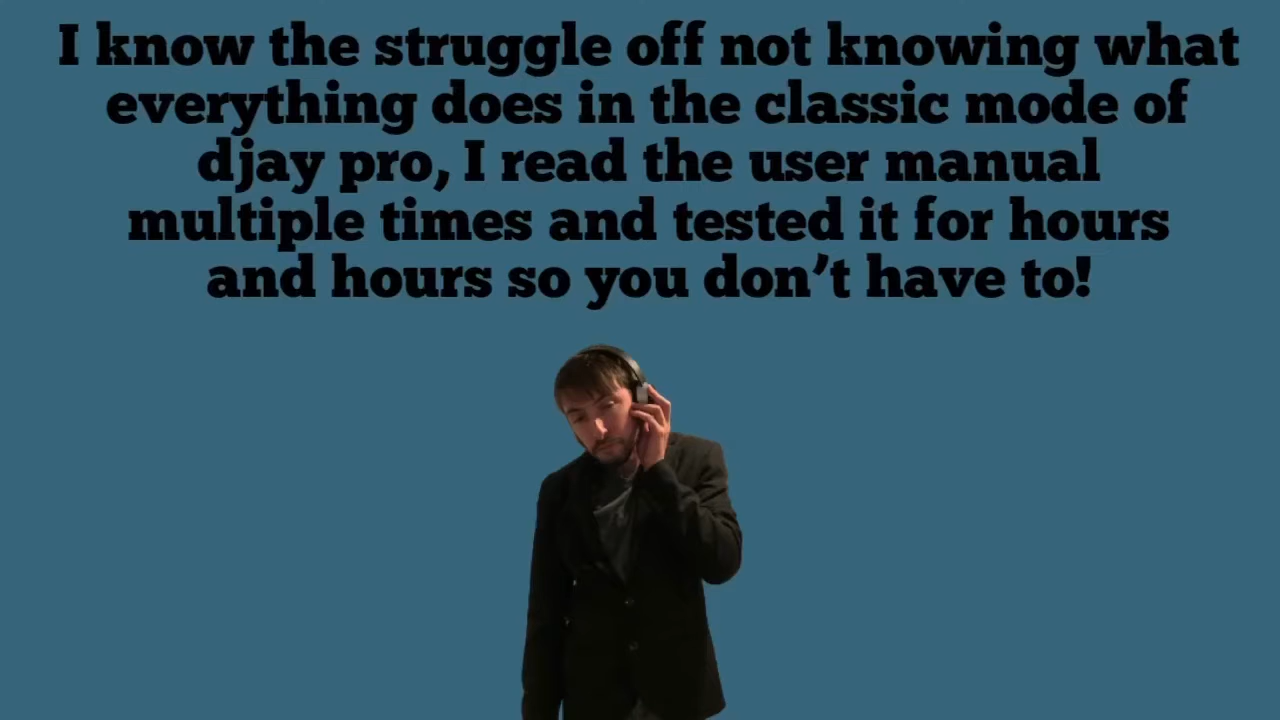 I know the struggle off not knowing what
everything does in the classic mode of
djay pro, I read the user manual
multiple times and tested it for hours
and hours so you don’t have to!